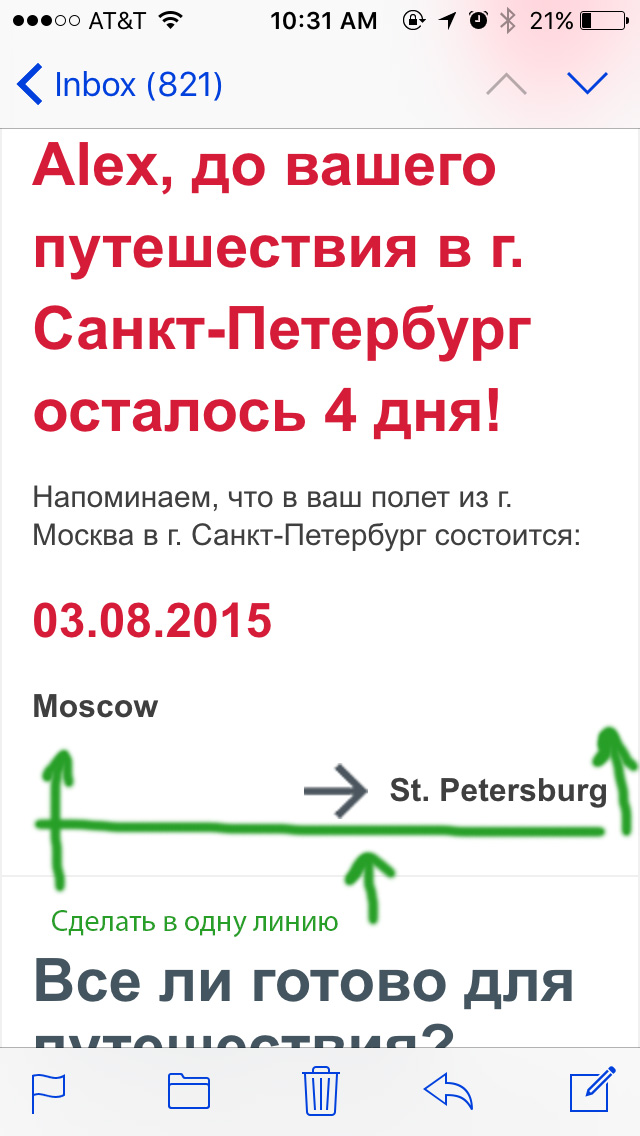 AT&T 10:31 AM 21%
Inbox (821)
Alex, до вашего
путешествия в г.
Санкт-Петербург
осталось 4 дня!
Напоминаем, что в ваш полет из г.
Москва в г. Санкт-Петербург состоится:
03.08.2015
Moscow
St. Petersburg
Сделать в одну линию
Все ли готово для
путешествия?